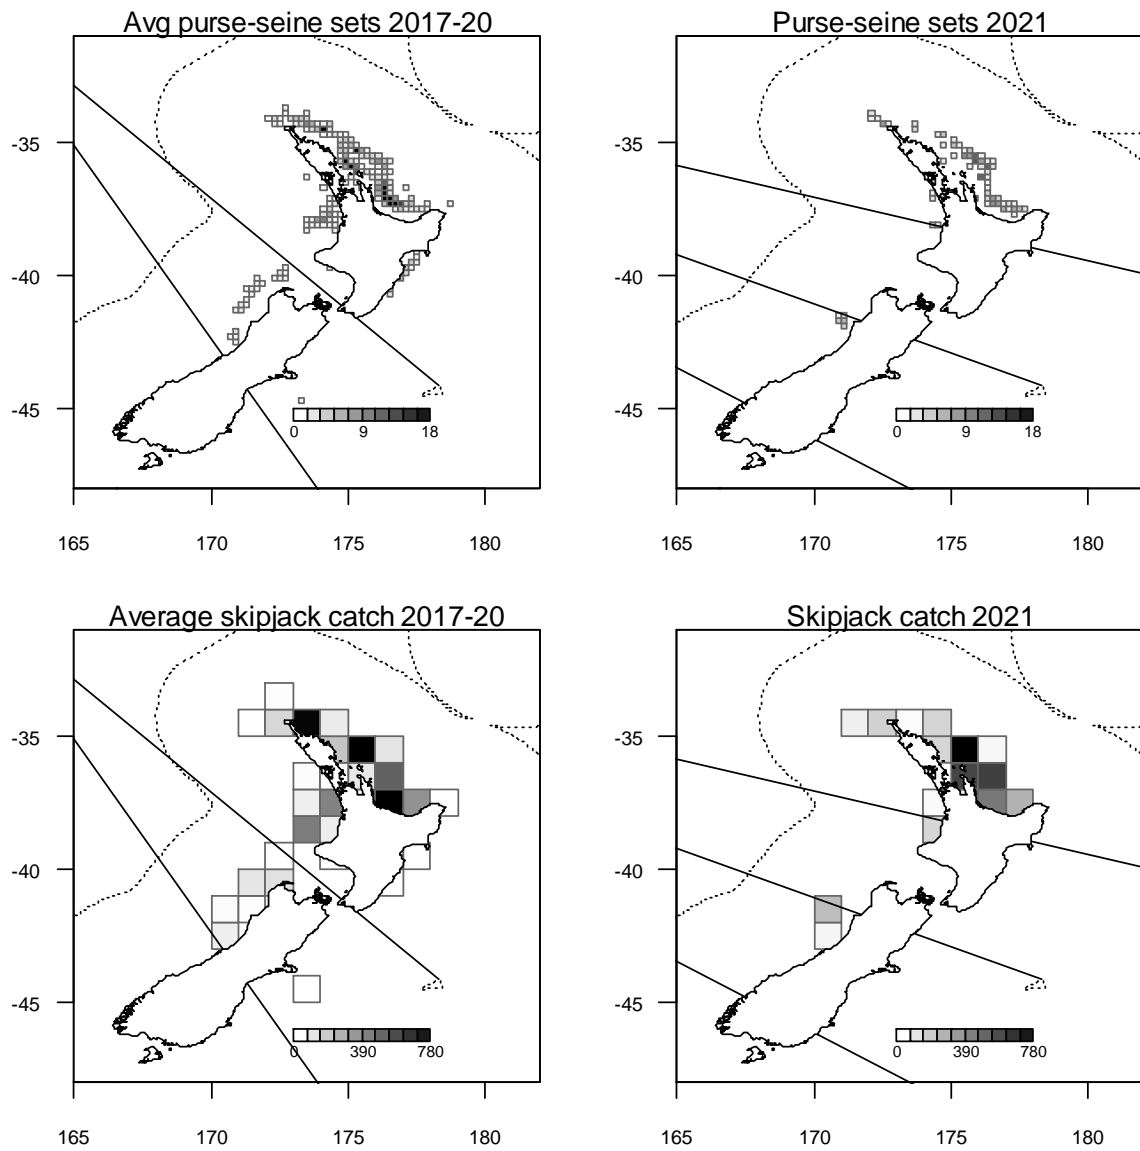 Avg purse-seine sets 2017-20
Purse-seine sets 2021
-35
-40
-45
0 9 18
165 170 175 180
-35
-40
-45
0 9 18
165 170 175 180
Average skipjack catch 2017-20
Skipjack catch 2021
-35
-40
-45
0 390 780
165 170 175 180
-35
-40
-45
0 390 780
165 170 175 180